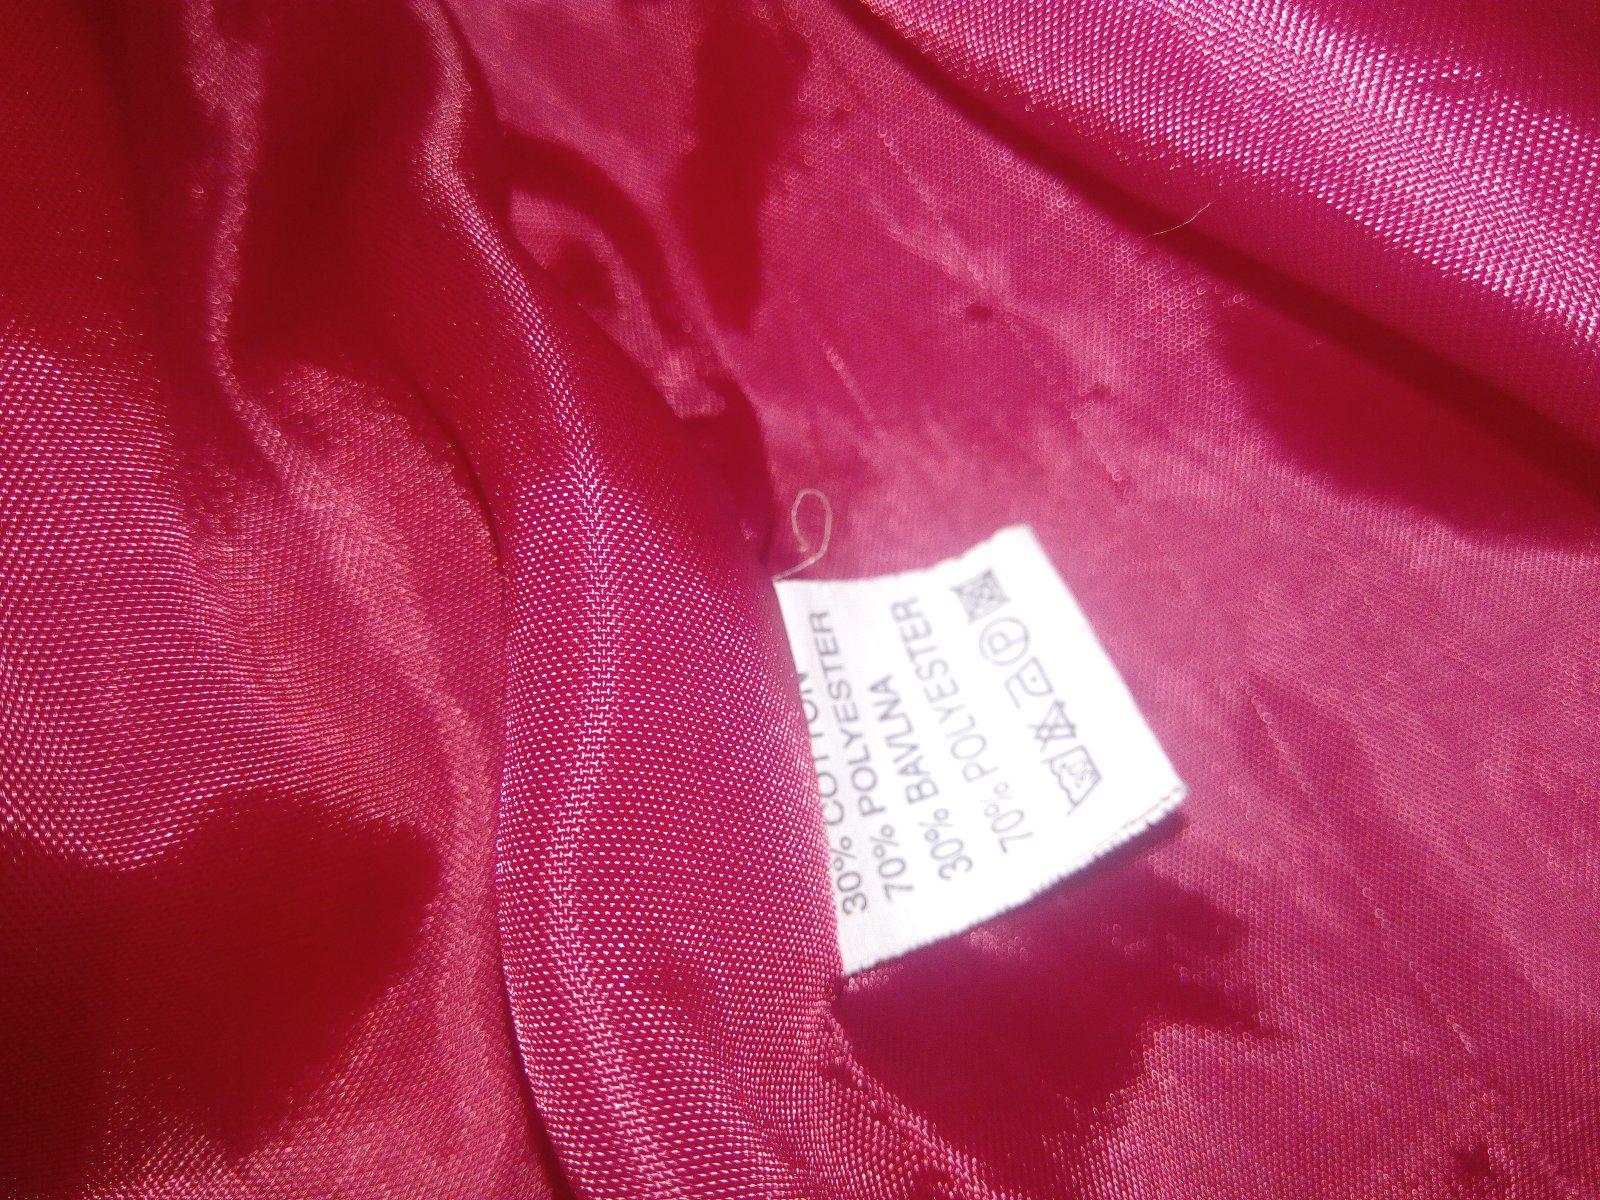 30% COTTON
70% POLYESTER
30% BAVLNA
70% POLYESTER